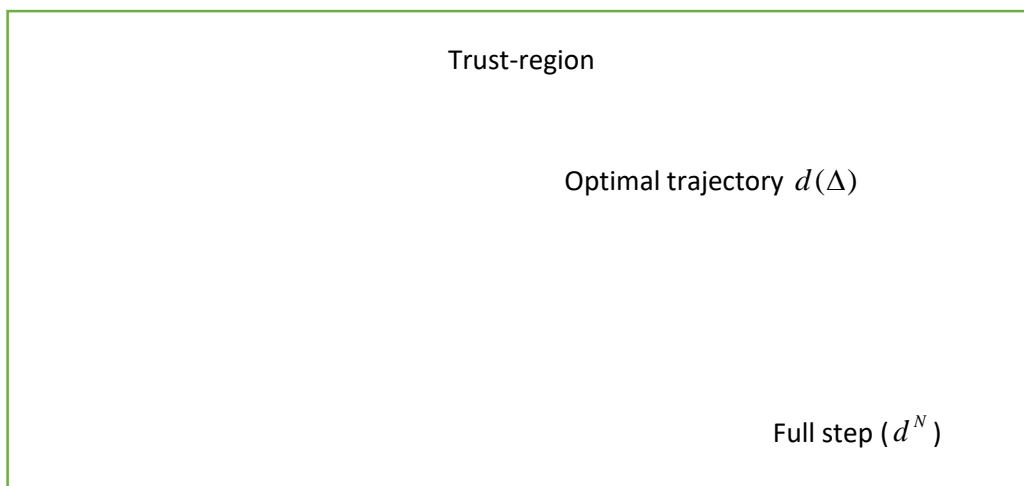 Trust-region
Optimal trajectory d(Δ)
Full step (d^N)